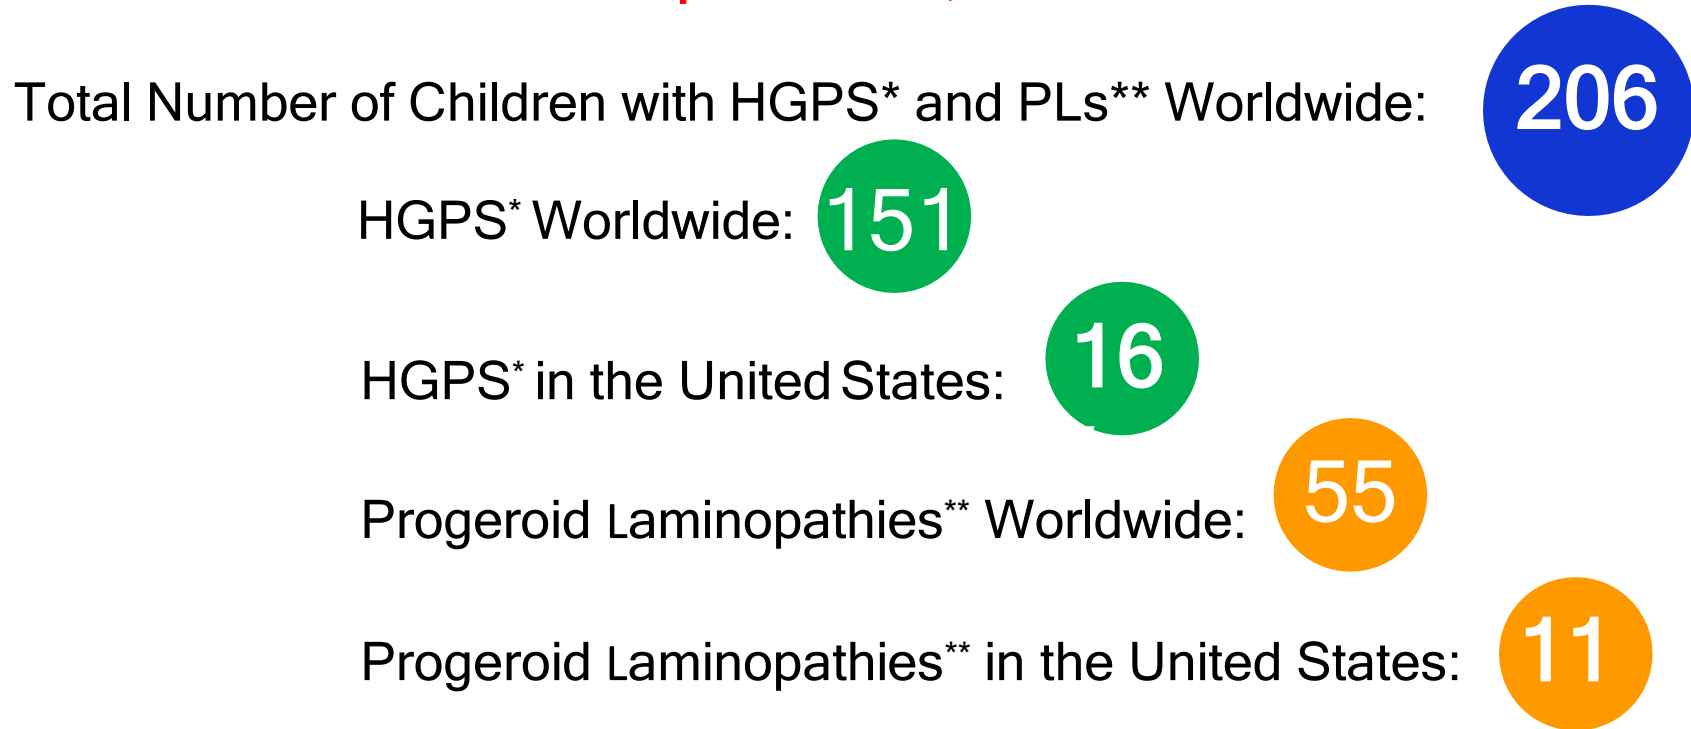 Total Number of Children with HGPS* and PLs** Worldwide: 206
HGPS* Worldwide: 151
HGPS* in the United States: 16
Progeroid Laminopathies** Worldwide: 55
Progeroid Laminopathies** in the United States: 11